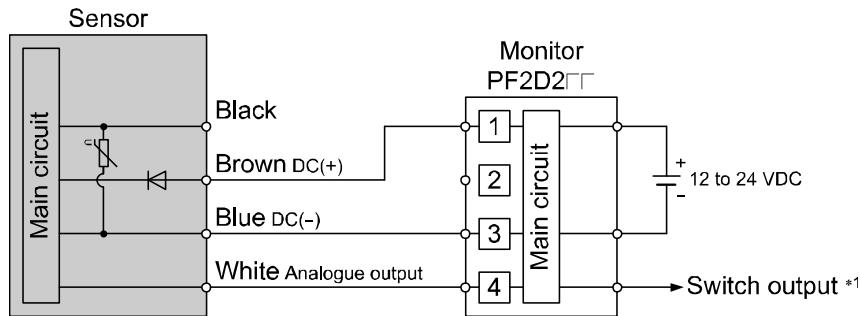 Sensor
Monitor
PF2D2□□
Main circuit
Black
Brown DC(+)
Blue DC(−)
White Analogue output
U
1
2
3
4
Main circuit
+
12 to 24 VDC
−
Switch output *1